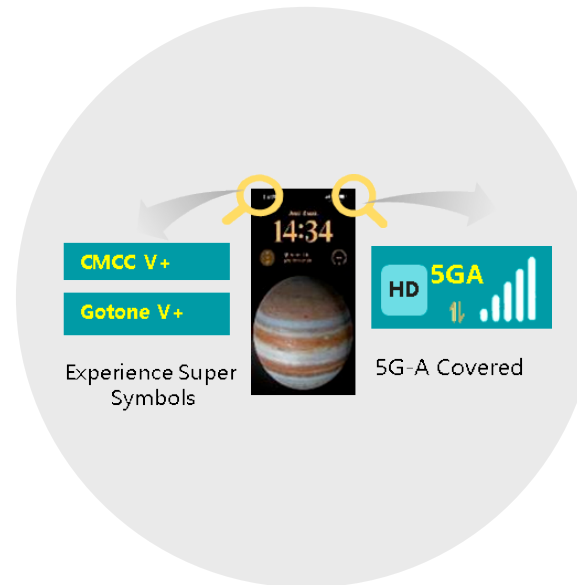 CMCC V+
Gotone V+
Experience Super
Symbols
14:34
HD 5GA
5G-A Covered